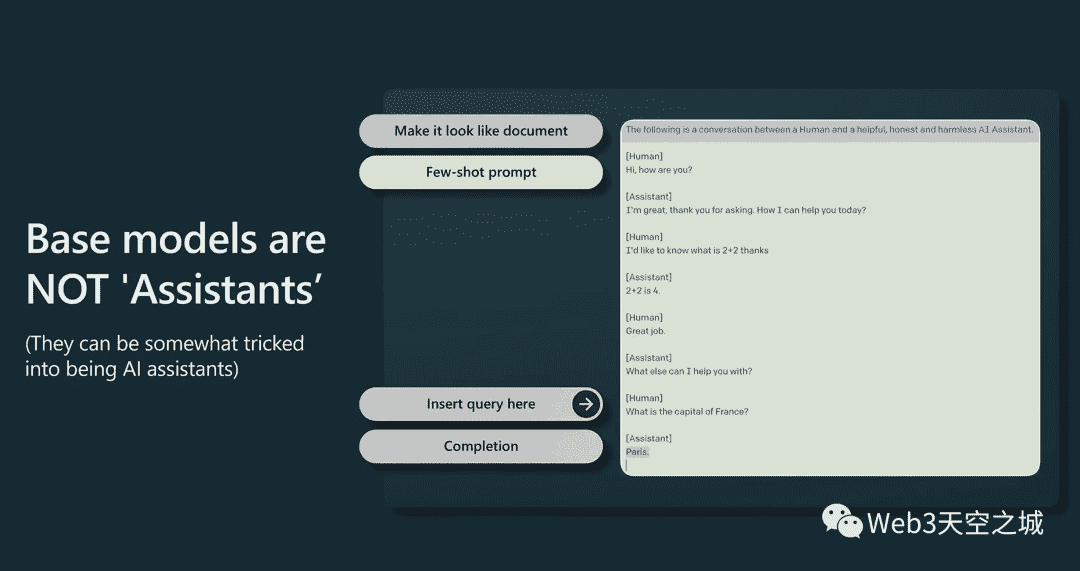 Base models are
NOT 'Assistants’
(They can be somewhat tricked
into being AI assistants)
Make it look like document
Few-shot prompt
Insert query here
Completion
The following is a conversation between a Human and a helpful, honest and harmless AI Assistant.
[Human]
Hi, how are you?
[Assistant]
I'm great, thank you for asking. How I can help you today?
[Human]
I'd like to know what is 2+2 thanks
[Assistant]
2+2 is 4.
[Human]
Great job.
[Assistant]
What else can I help you with?
[Human]
What is the capital of France?
[Assistant]
Paris.
Web3天空之城